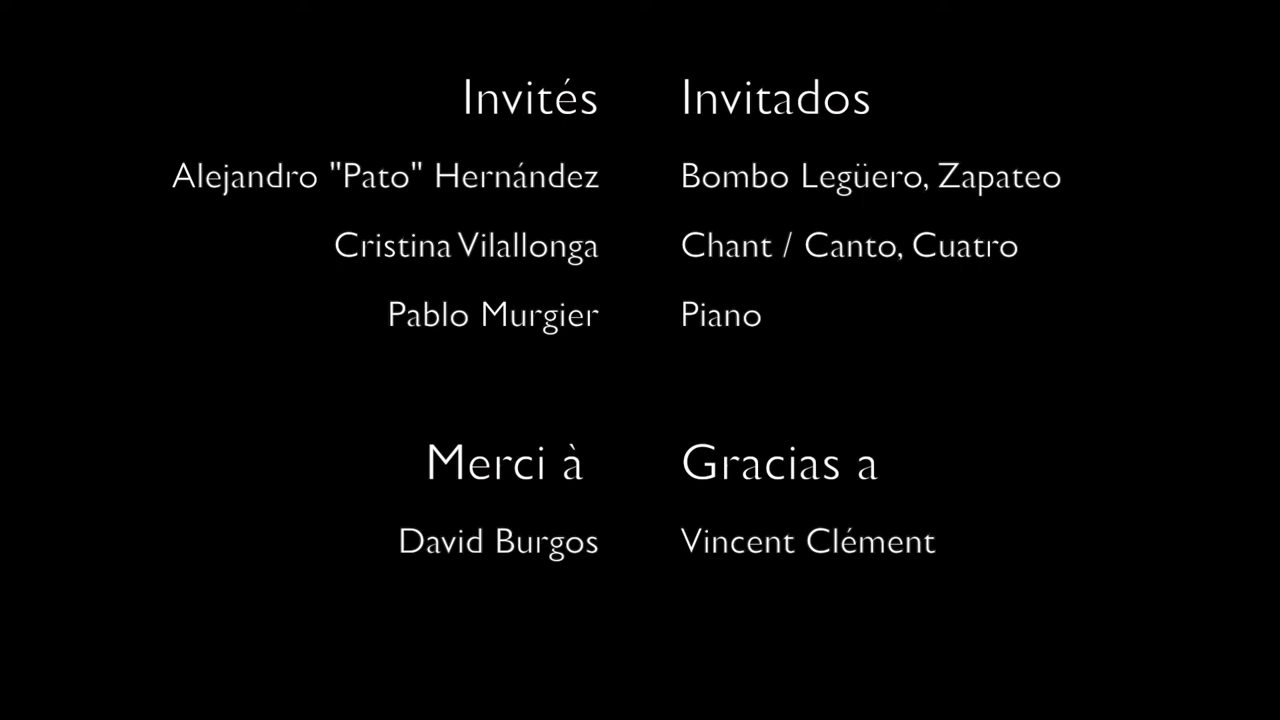 Invités Invitados
Alejandro "Pato" Hernández Bombo Legüero, Zapateo
Cristina Vilallonga Chant / Canto, Cuatro
Pablo Murgier Piano
Merci à Gracias a
David Burgos Vincent Clément